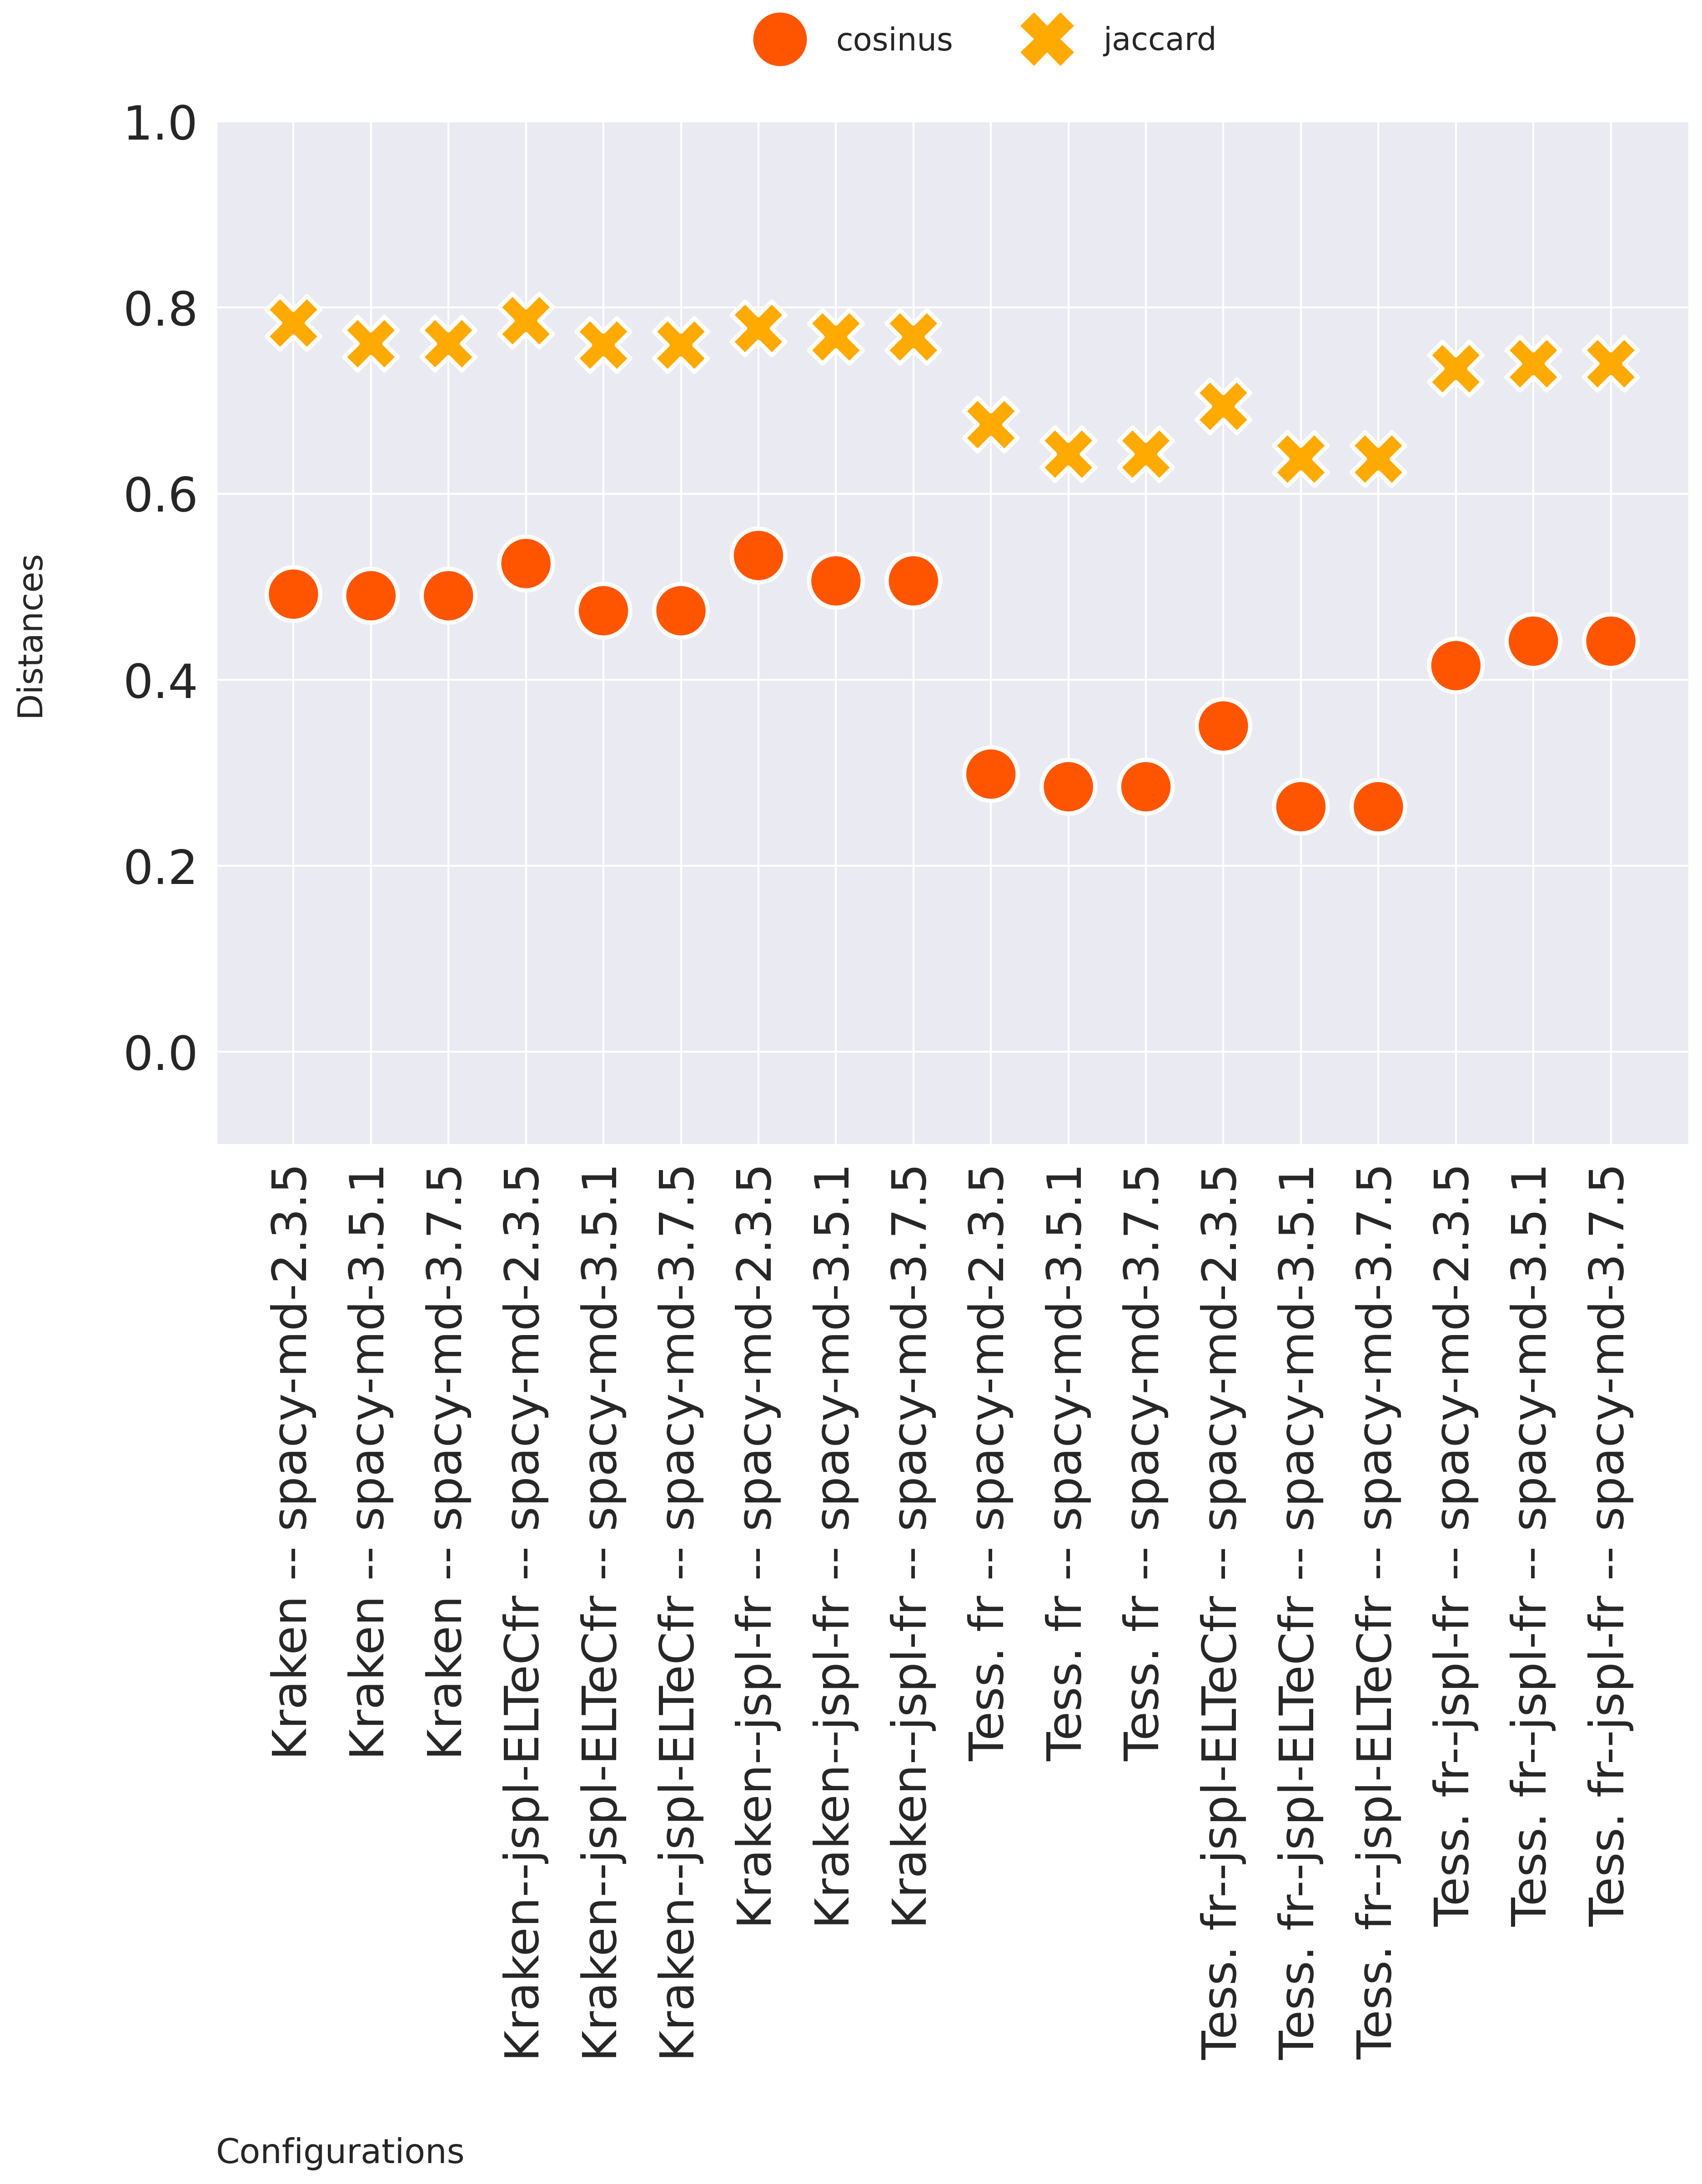 cosinus
jaccard
1.0
0.8
0.6
0.4
0.2
0.0
Distances
Kraken -- spacy-md-2.3.5
Kraken -- spacy-md-3.5.1
Kraken -- spacy-md-3.7.5
Kraken--jspl-ELTeCfr -- spacy-md-2.3.5
Kraken--jspl-ELTeCfr -- spacy-md-3.5.1
Kraken--jspl-ELTeCfr -- spacy-md-3.7.5
Kraken--jspl-fr -- spacy-md-2.3.5
Kraken--jspl-fr -- spacy-md-3.5.1
Kraken--jspl-fr -- spacy-md-3.7.5
Tess. fr -- spacy-md-2.3.5
Tess. fr -- spacy-md-3.5.1
Tess. fr -- spacy-md-3.7.5
Tess. fr--jspl-ELTeCfr -- spacy-md-2.3.5
Tess. fr--jspl-ELTeCfr -- spacy-md-3.5.1
Tess. fr--jspl-ELTeCfr -- spacy-md-3.7.5
Tess. fr--jspl-fr -- spacy-md-2.3.5
Tess. fr--jspl-fr -- spacy-md-3.5.1
Tess. fr--jspl-fr -- spacy-md-3.7.5
Configurations